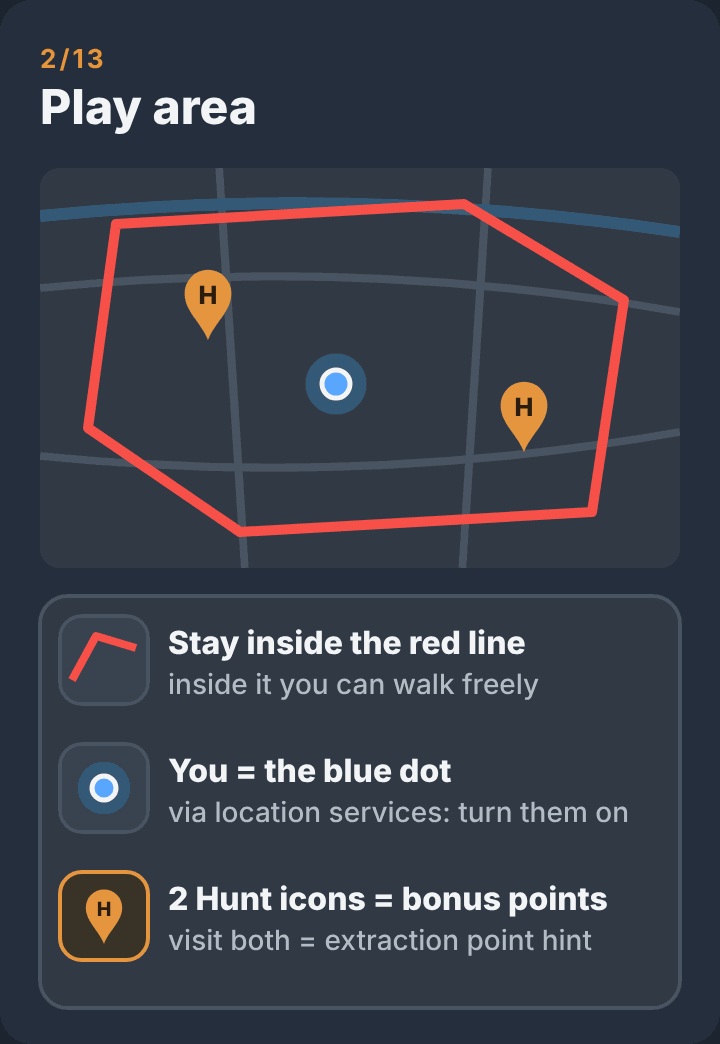 2/13
Play area
H
H
Stay inside the red line
inside it you can walk freely
You = the blue dot
via location services: turn them on
H
2 Hunt icons = bonus points
visit both = extraction point hint